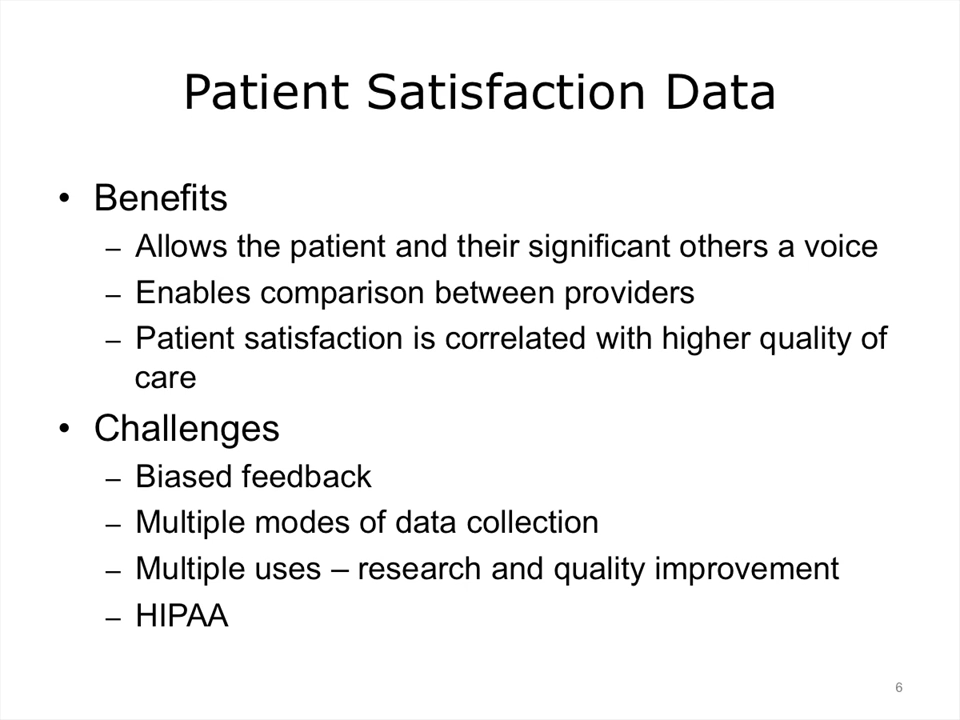 Patient Satisfaction Data
• Benefits
– Allows the patient and their significant others a voice
– Enables comparison between providers
– Patient satisfaction is correlated with higher quality of
care
• Challenges
– Biased feedback
– Multiple modes of data collection
– Multiple uses – research and quality improvement
– HIPAA
6